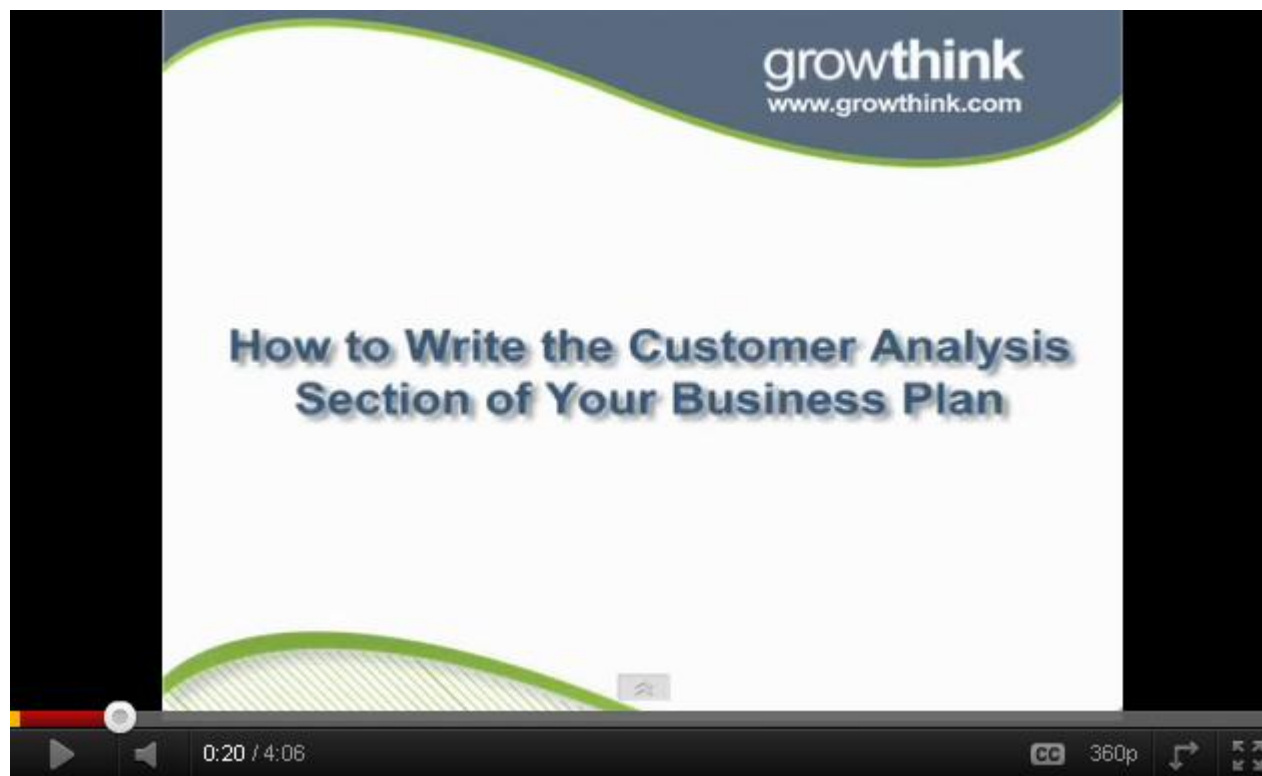 growthink
www.growthink.com
How to Write the Customer Analysis
Section of Your Business Plan
0:20 / 4:06
CC
360p